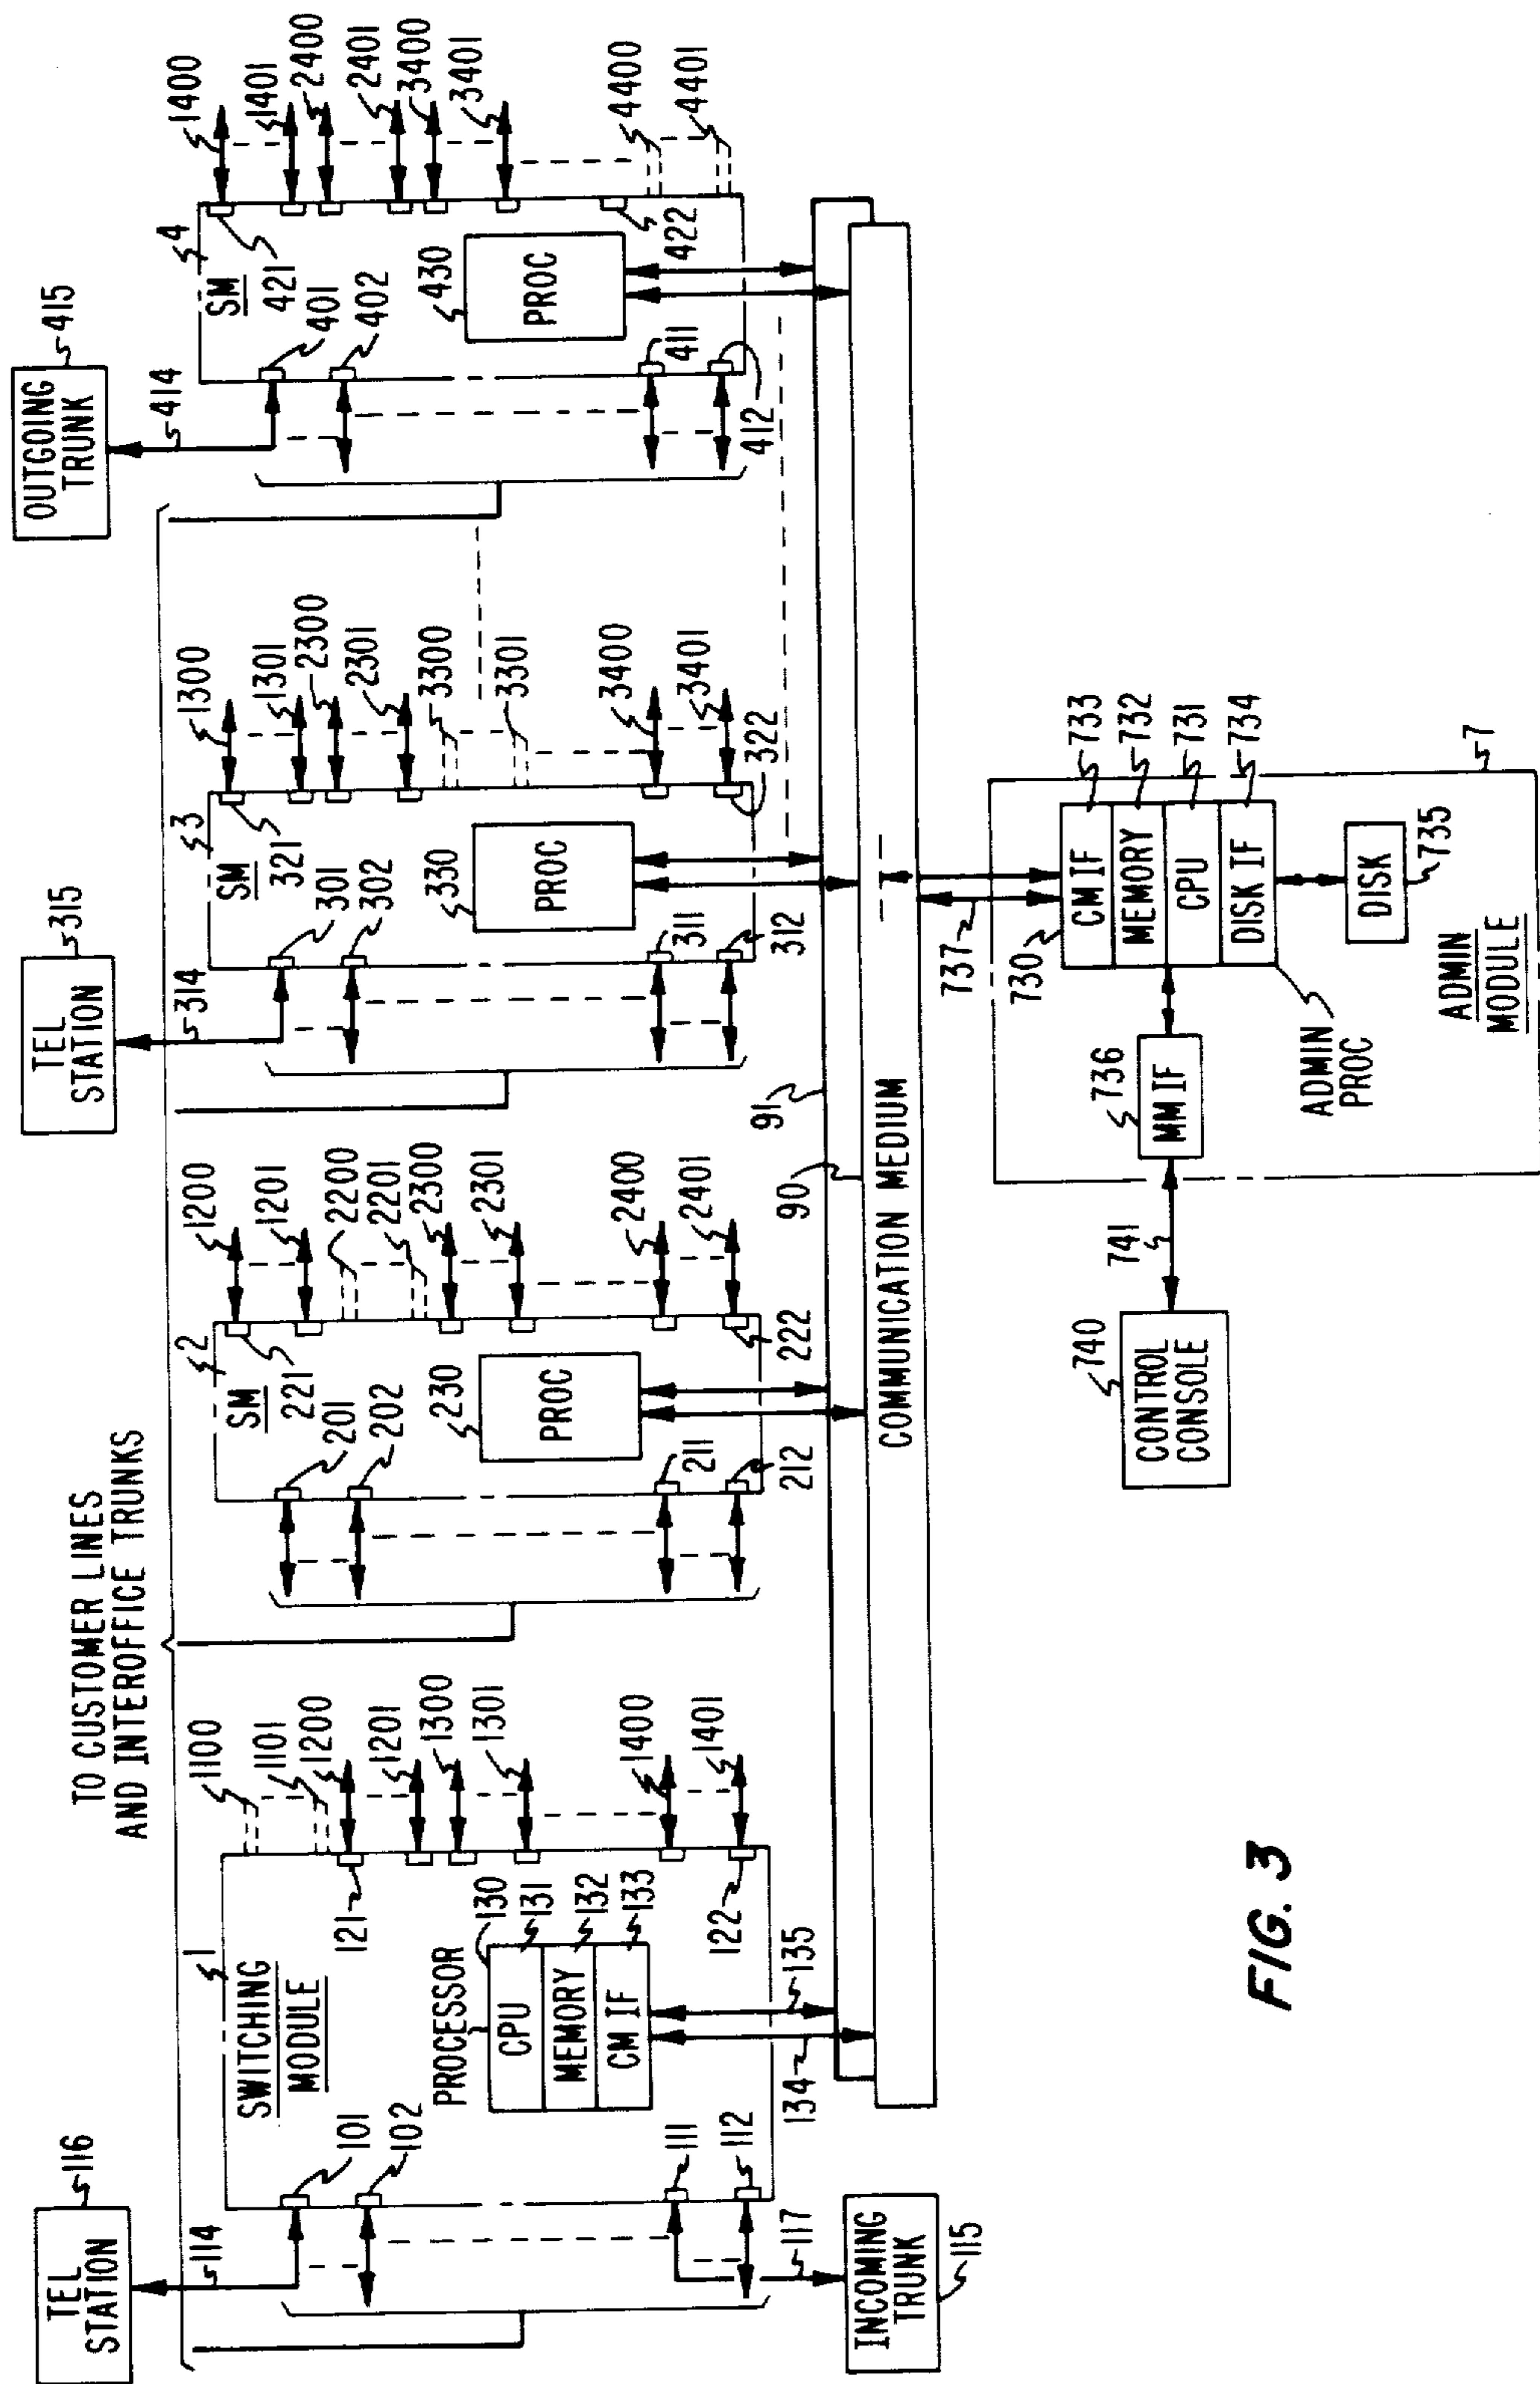 TEL
STATION
116
114
TO CUSTOMER LINES
AND INTEROFFICE TRUNKS
TEL
STATION
315
314
OUTGOING
TRUNK
415
414
1
SWITCHING
MODULE
101
102
111
112
117
INCOMING
TRUNK
115
PROCESSOR
130
CPU
131
MEMORY
132
CM IF
133
134
135
121
122
1100
1101
1200
1201
1300
1301
1400
1401
2
SM
221
201
202
230
PROC
211
212
222
1200
1201
2200
2201
2300
2301
2400
2401
3
SM
321
301
302
330
PROC
311
312
322
1300
1301
2300
2301
3300
3301
3400
3401
4
SM
421
401
402
430
PROC
411
412
422
1400
1401
2400
2401
3400
3401
4400
4401
91
90
COMMUNICATION MEDIUM
737
730
CM IF
733
MEMORY
732
CPU
731
DISK IF
734
DISK
735
736
MM IF
ADMIN
PROC
ADMIN
MODULE
7
741
740
CONTROL
CONSOLE
FIG. 3